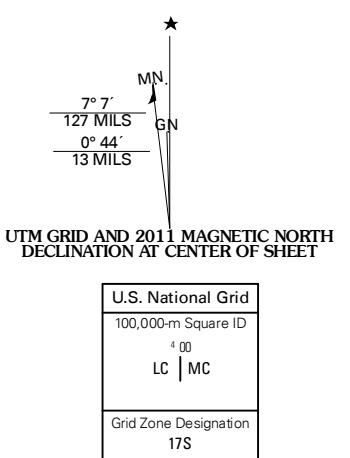 MN.
7° 7´
127 MILS
GN
0° 44´
13 MILS
UTM GRID AND 2011 MAGNETIC NORTH
DECLINATION AT CENTER OF SHEET
U.S. National Grid
100,000-m Square ID
4 00
LC MC
Grid Zone Designation
17S